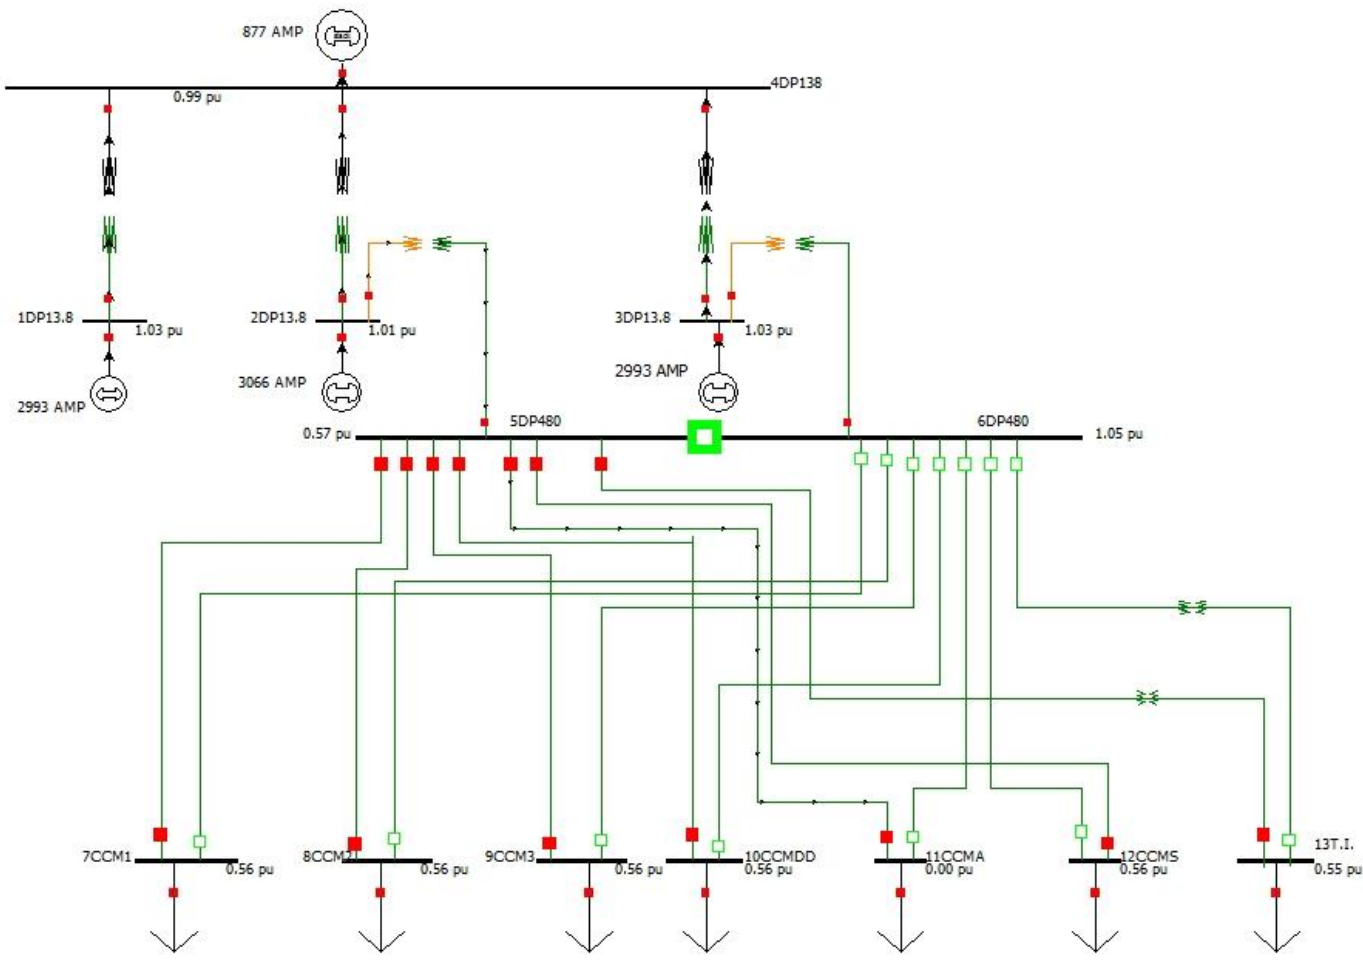 877 AMP
4DP138
0.99 pu
1DP13.8
1.03 pu
2DP13.8
1.01 pu
3DP13.8
1.03 pu
2993 AMP
3066 AMP
2993 AMP
0.57 pu
5DP480
6DP480
1.05 pu
7CCM1
0.56 pu
8CCM2
0.56 pu
9CCM3
0.56 pu
10CCMDD
0.56 pu
11CCMA
0.00 pu
12CCMS
0.56 pu
13T.I.
0.55 pu